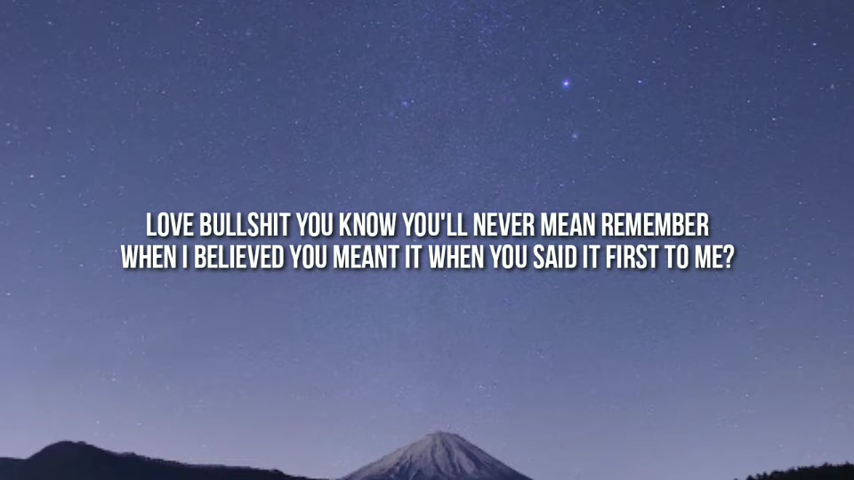 LOVE BULLSHIT YOU KNOW YOU'LL NEVER MEAN REMEMBER
WHEN I BELIEVED YOU MEANT IT WHEN YOU SAID IT FIRST TO ME?